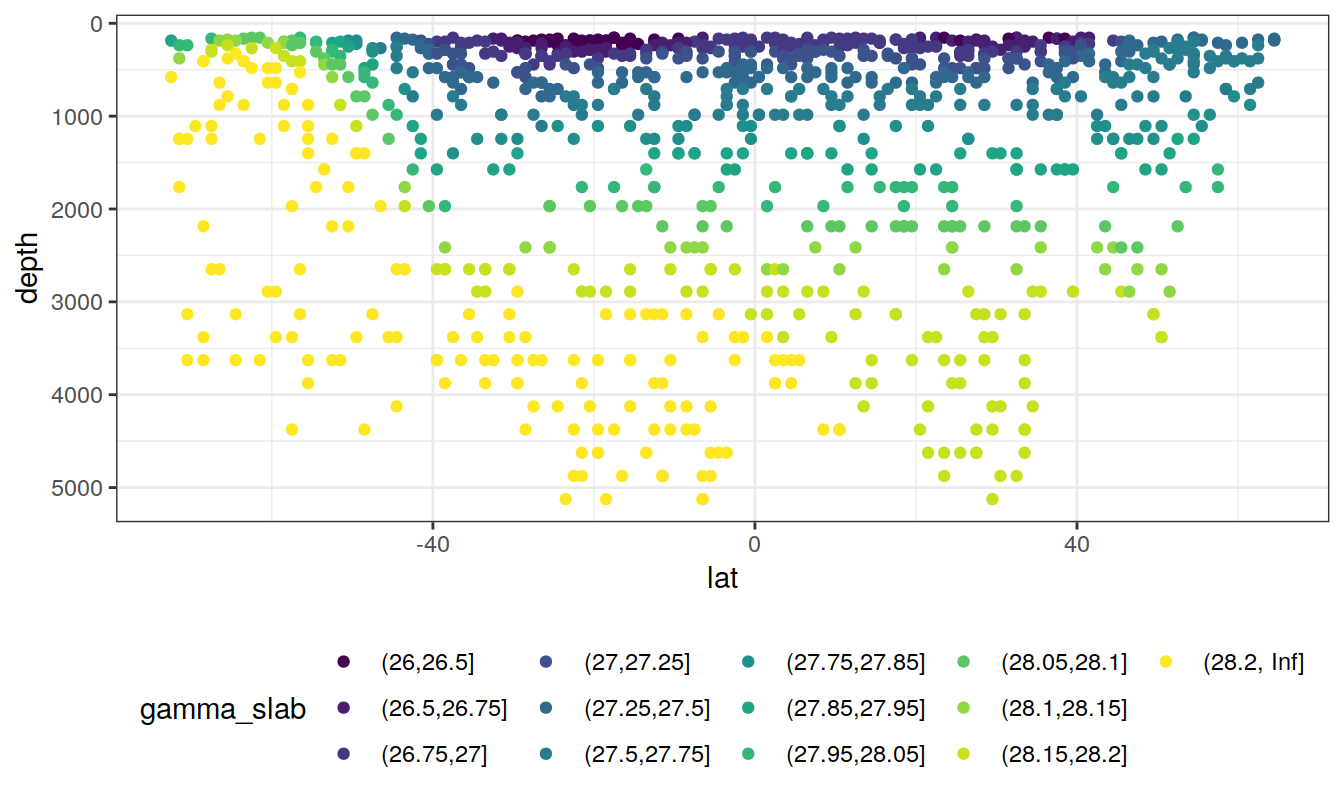 0
1000
2000
3000
4000
5000
depth
-40 0 40
lat
gamma_slab
(26,26.5] (27,27.25] (27.75,27.85] (28.05,28.1] (28.2, Inf]
(26.5,26.75] (27.25,27.5] (27.85,27.95] (28.1,28.15]
(26.75,27] (27.5,27.75] (27.95,28.05] (28.15,28.2]